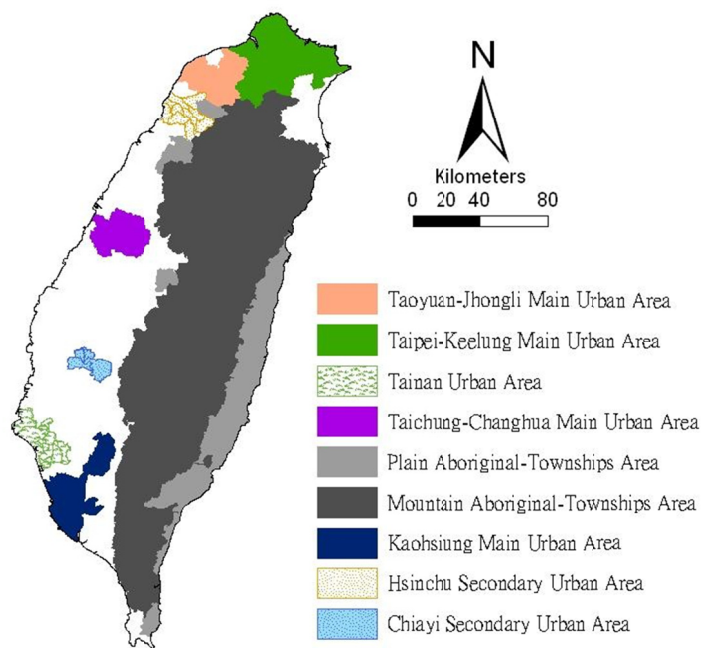 N
Kilometers
0 20 40 80
Taoyuan-Jhongli Main Urban Area
Taipei-Keelung Main Urban Area
Tainan Urban Area
Taichung-Changhua Main Urban Area
Plain Aboriginal-Townships Area
Mountain Aboriginal-Townships Area
Kaohsiung Main Urban Area
Hsinchu Secondary Urban Area
Chiayi Secondary Urban Area